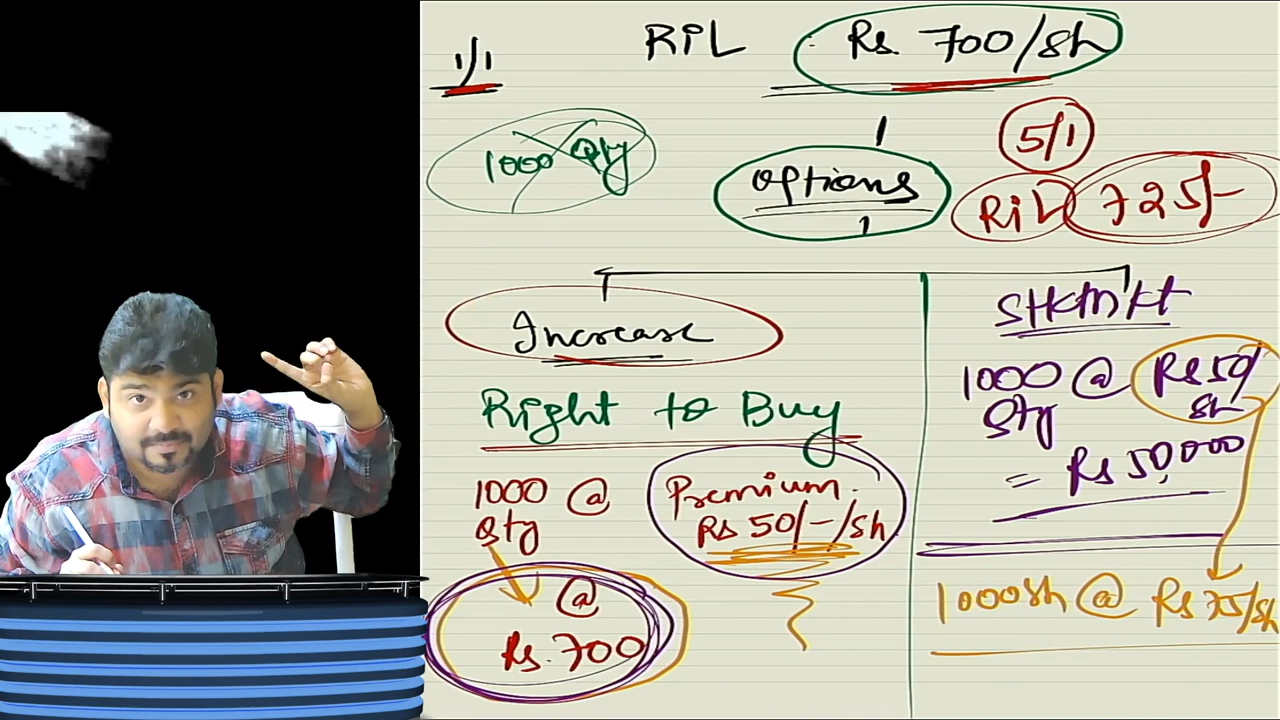 1/1
RIL Rs. 700/sh
1000 Qty
Options
5/1
RIL 725/-
Increase
Right to Buy
1000 @
Qty
Premium
Rs 50/-/sh
@
Rs. 700
1000 @ Rs 50/
Qty sh
= Rs 50,000
1000sh @ Rs 75/sh